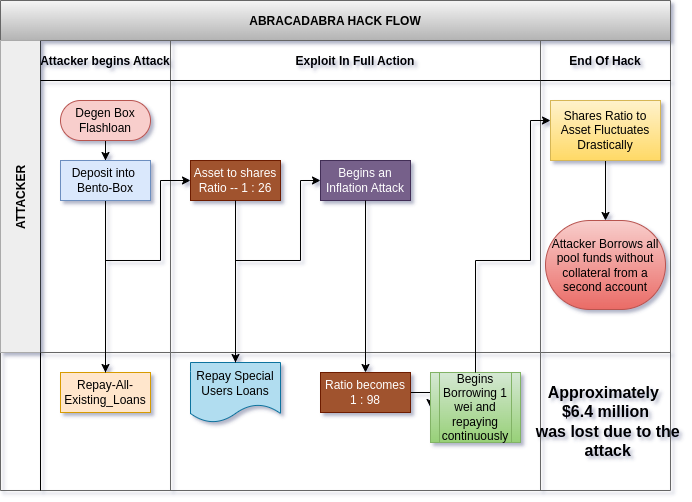 ABRACADABRA HACK FLOW
Attacker begins Attack
Exploit In Full Action
End Of Hack
ATTACKER
Degen Box
Flashloan
Deposit into
Bento-Box
Repay-All-
Existing_Loans
Asset to shares
Ratio -- 1 : 26
Repay Special
Users Loans
Begins an
Inflation Attack
Ratio becomes
1 : 98
Begins
Borrowing 1
wei and
repaying
continuously
Shares Ratio to
Asset Fluctuates
Drastically
Attacker Borrows all
pool funds without
collateral from a
second account
Approximately
$6.4 million
was lost due to the
attack